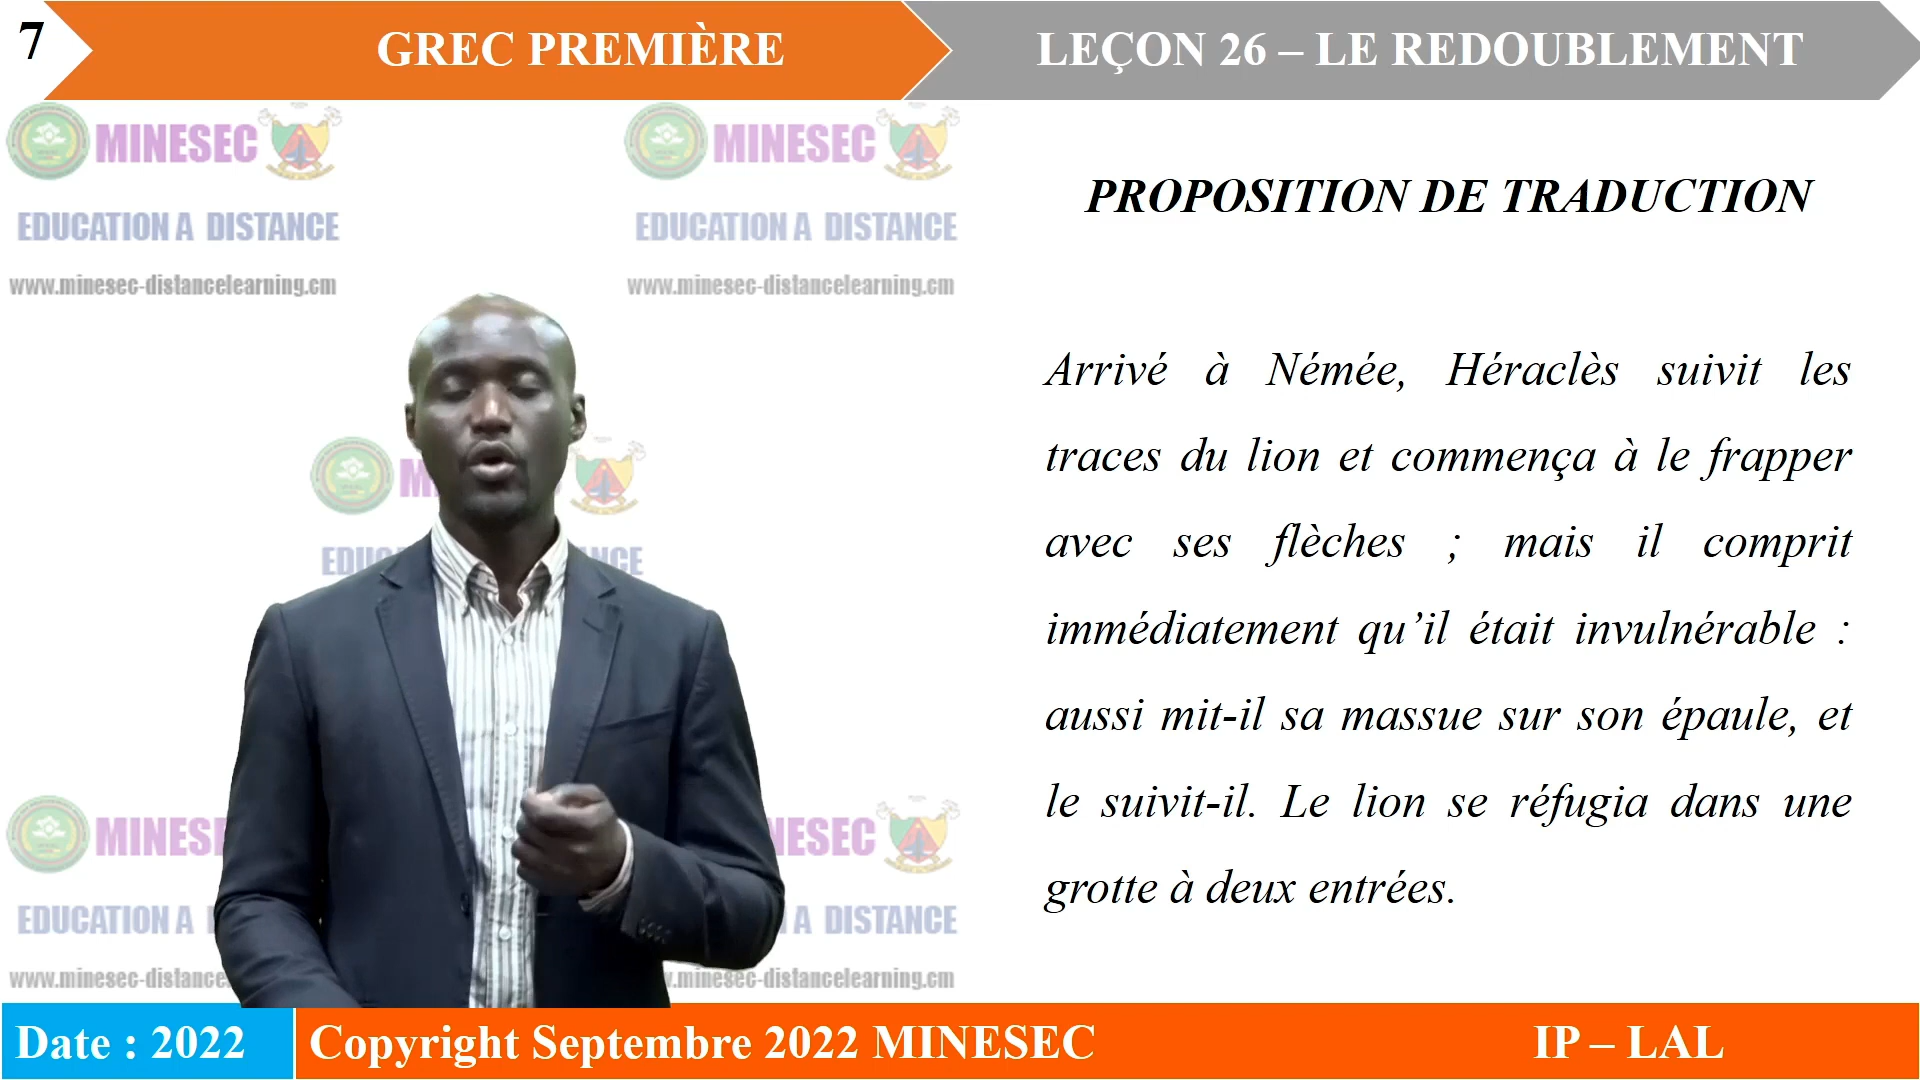 7
GREC PREMIÈRE
LEÇON 26 – LE REDOUBLEMENT
MINESEC
EDUCATION A DISTANCE
www.minesec-distancelearning.cm
MINESEC
EDUCATION A DISTANCE
www.minesec-distancelearning.cm
PROPOSITION DE TRADUCTION
Arrivé à Némée, Héraclès suivit les
traces du lion et commença à le frapper
avec ses flèches ; mais il comprit
immédiatement qu’il était invulnérable :
aussi mit-il sa massue sur son épaule, et
le suivit-il. Le lion se réfugia dans une
grotte à deux entrées.
Date : 2022
Copyright Septembre 2022 MINESEC
IP – LAL